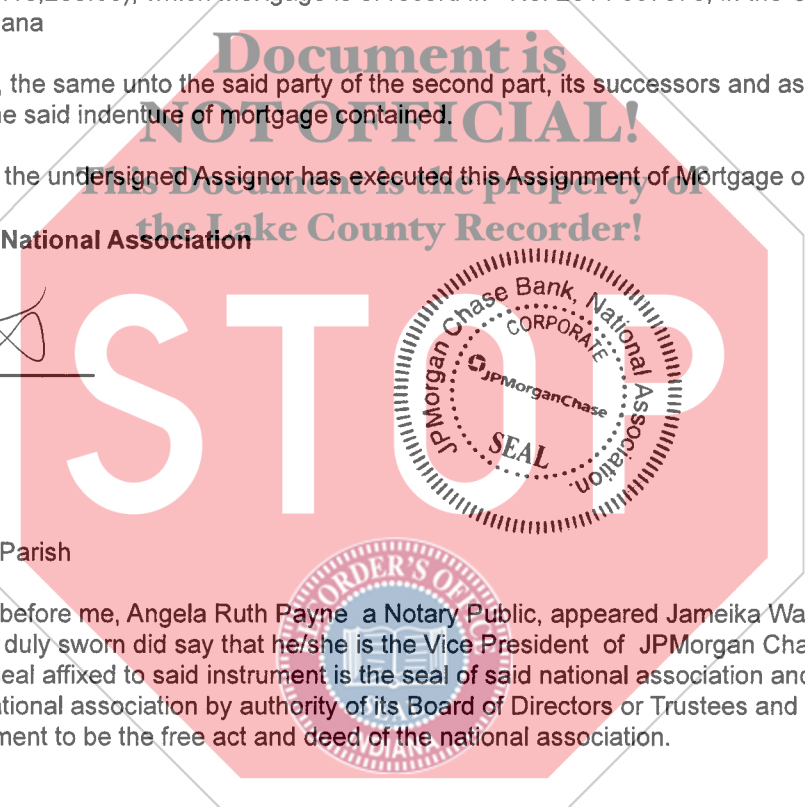 Document is
iana
, the same unto the said party of the second part, its successors and as
e said indenture of mortgage contained.
NOT OFFICIAL!
the undersigned Assignor has executed this Assignment of Mortgage o
This Document is the property of
the Lake County Recorder!
National Association
STOP
JPMorgan Chase Bank, National Association.
CORPORATE
JPMorganChase
SEAL
Parish
RECORDER'S OFFICE
before me, Angela Ruth Payne a Notary Public, appeared Jameika Wa
duly sworn did say that he/she is the Vice President of JPMorgan Cha
eal affixed to said instrument is the seal of said national association and
tional association by authority of its Board of Directors or Trustees and
ment to be the free act and deed of the national association.
SEAL
INDIANA